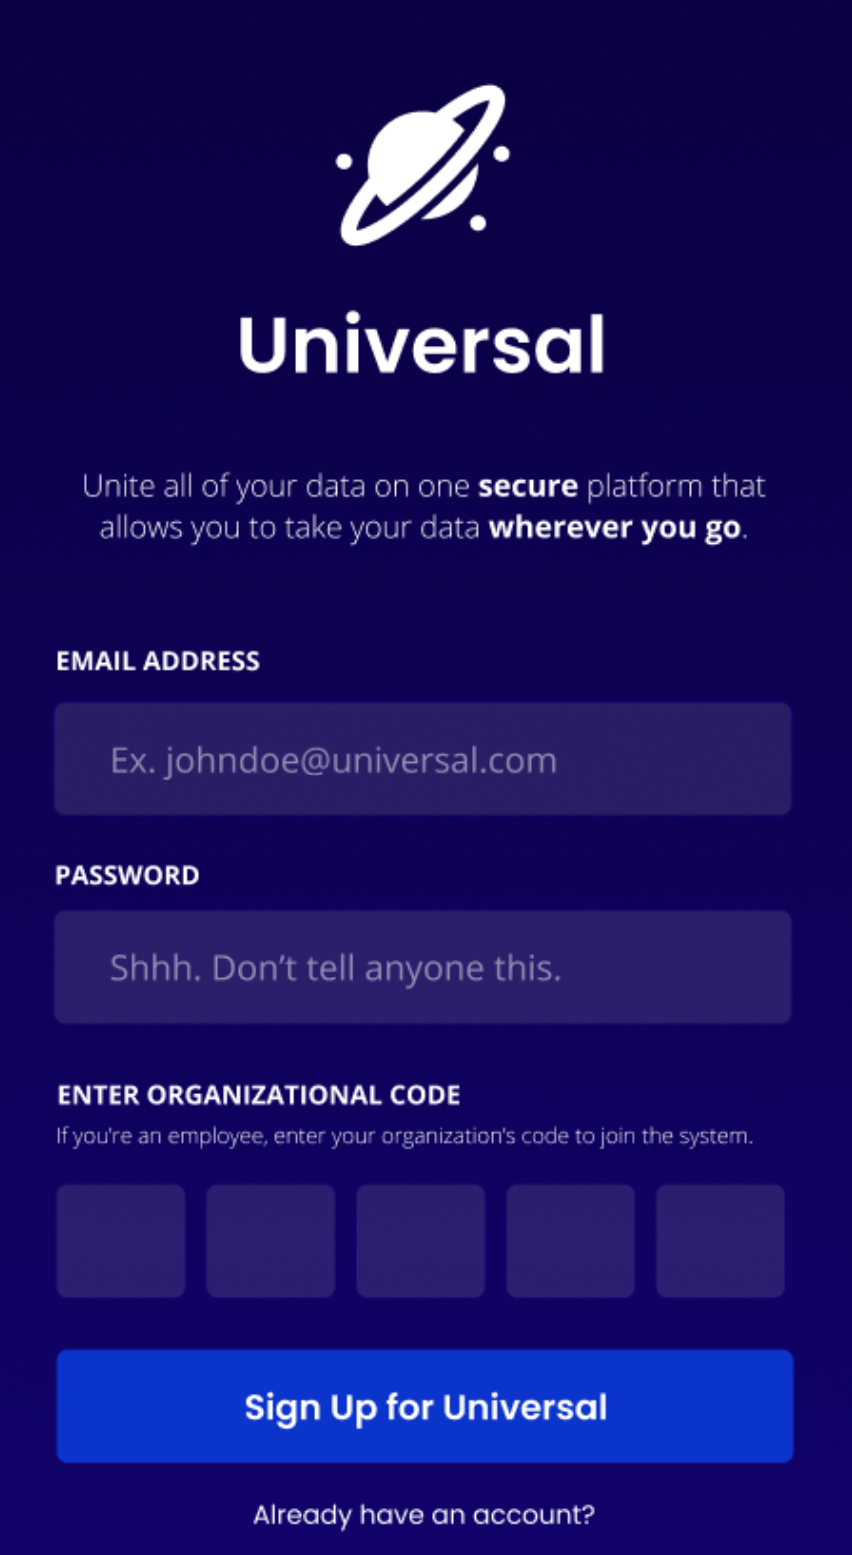 Universal
Unite all of your data on one secure platform that
allows you to take your data wherever you go.
EMAIL ADDRESS
Ex. johndoe@universal.com
PASSWORD
Shhh. Don’t tell anyone this.
ENTER ORGANIZATIONAL CODE
If you're an employee, enter your organization's code to join the system.
Sign Up for Universal
Already have an account?